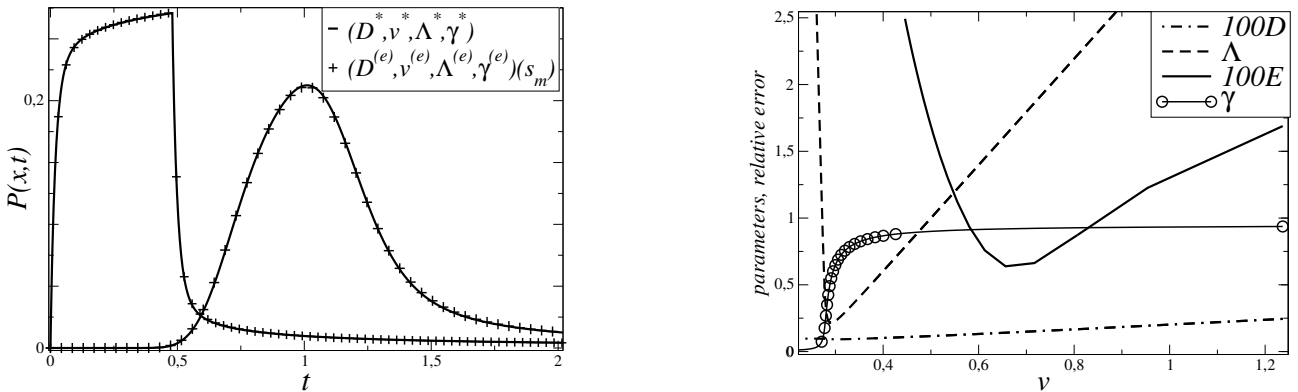 (D*,v*,Λ*,γ*)
(D^(e),v^(e),Λ^(e),γ^(e))(s_m)
P(x,t)
0,2
0
0 0,5 1 1,5 2
t
100D
Λ
100E
γ
parameters, relative error
2,5
2
1,5
1
0,5
0
0
0,4 0,6 0,8 1 1,2
v